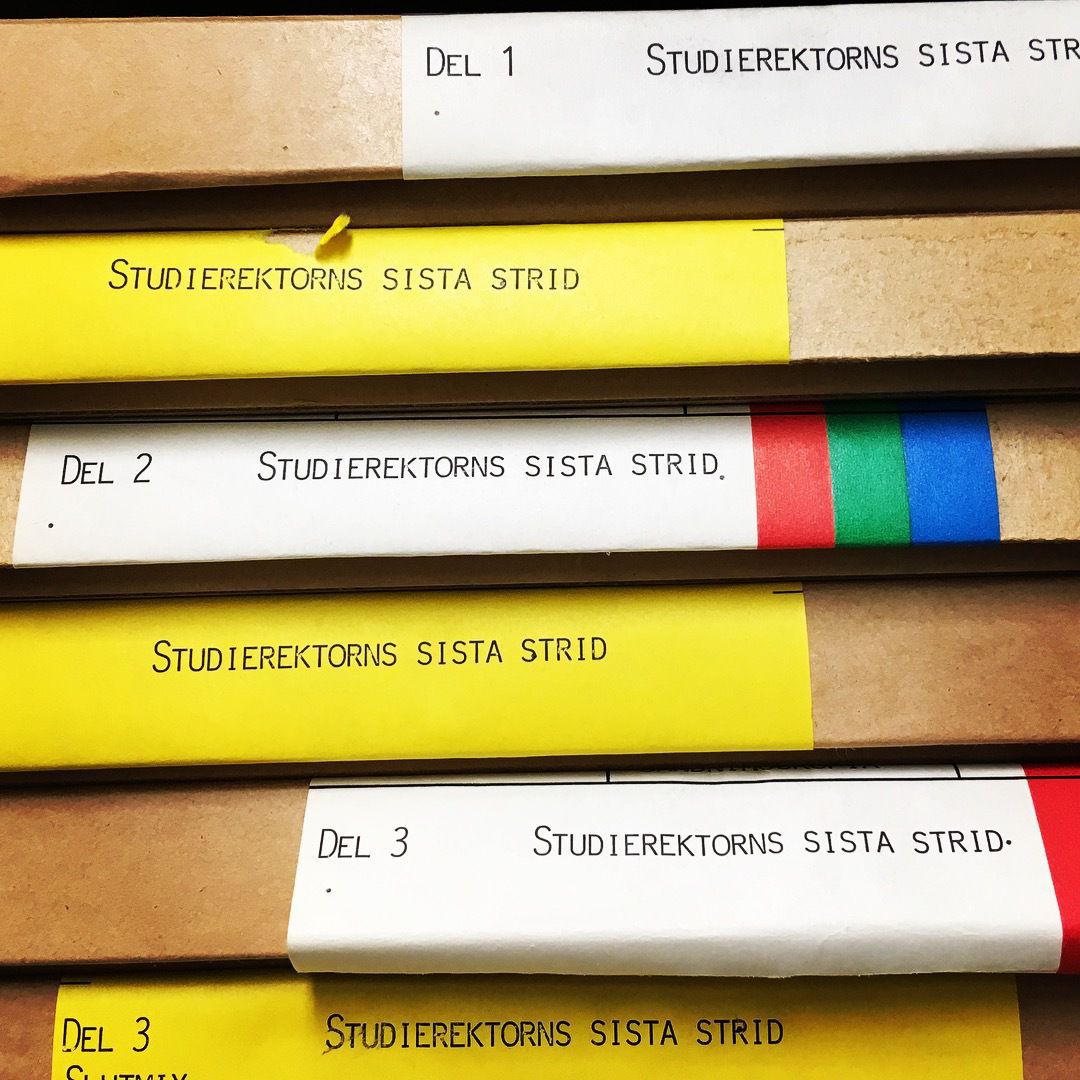 DEL 1 STUDIEREKTORNS SISTA STR
STUDIEREKTORNS SISTA STRID
DEL 2 STUDIEREKTORNS SISTA STRID.
STUDIEREKTORNS SISTA STRID
DEL 3 STUDIEREKTORNS SISTA STRID.
DEL 3 STUDIEREKTORNS SISTA STRID
SLUTMIX